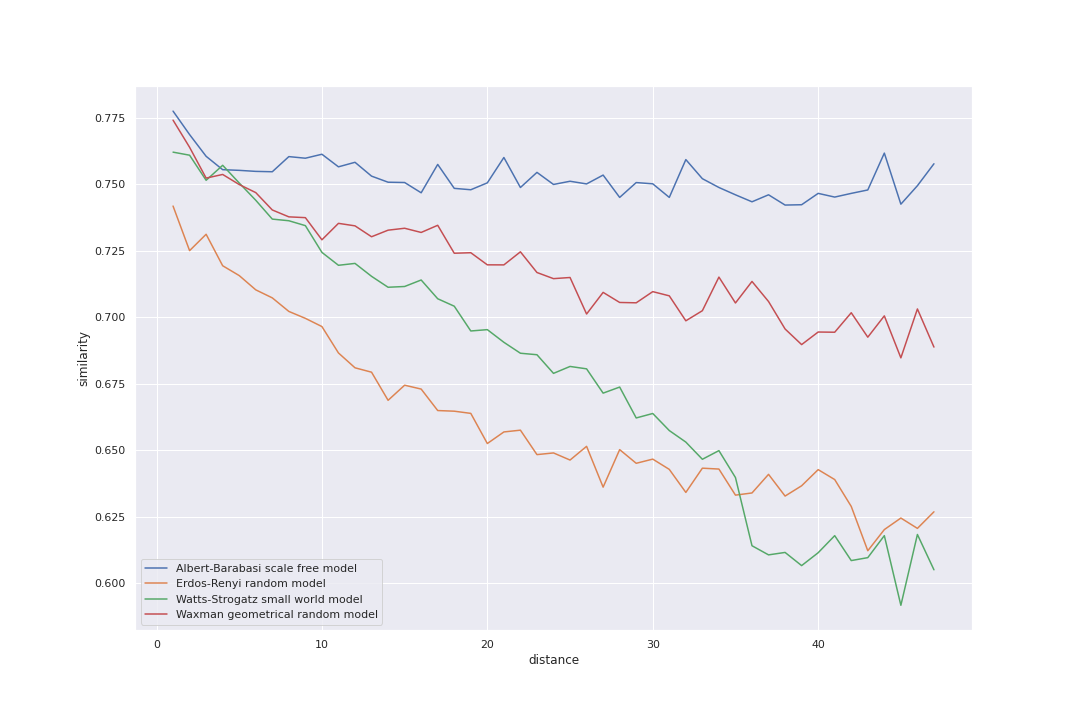 0.775
0.750
0.725
0.700
0.675
0.650
0.625
0.600
similarity
Albert-Barabasi scale free model
Erdos-Renyi random model
Watts-Strogatz small world model
Waxman geometrical random model
0 10 20 30 40
distance